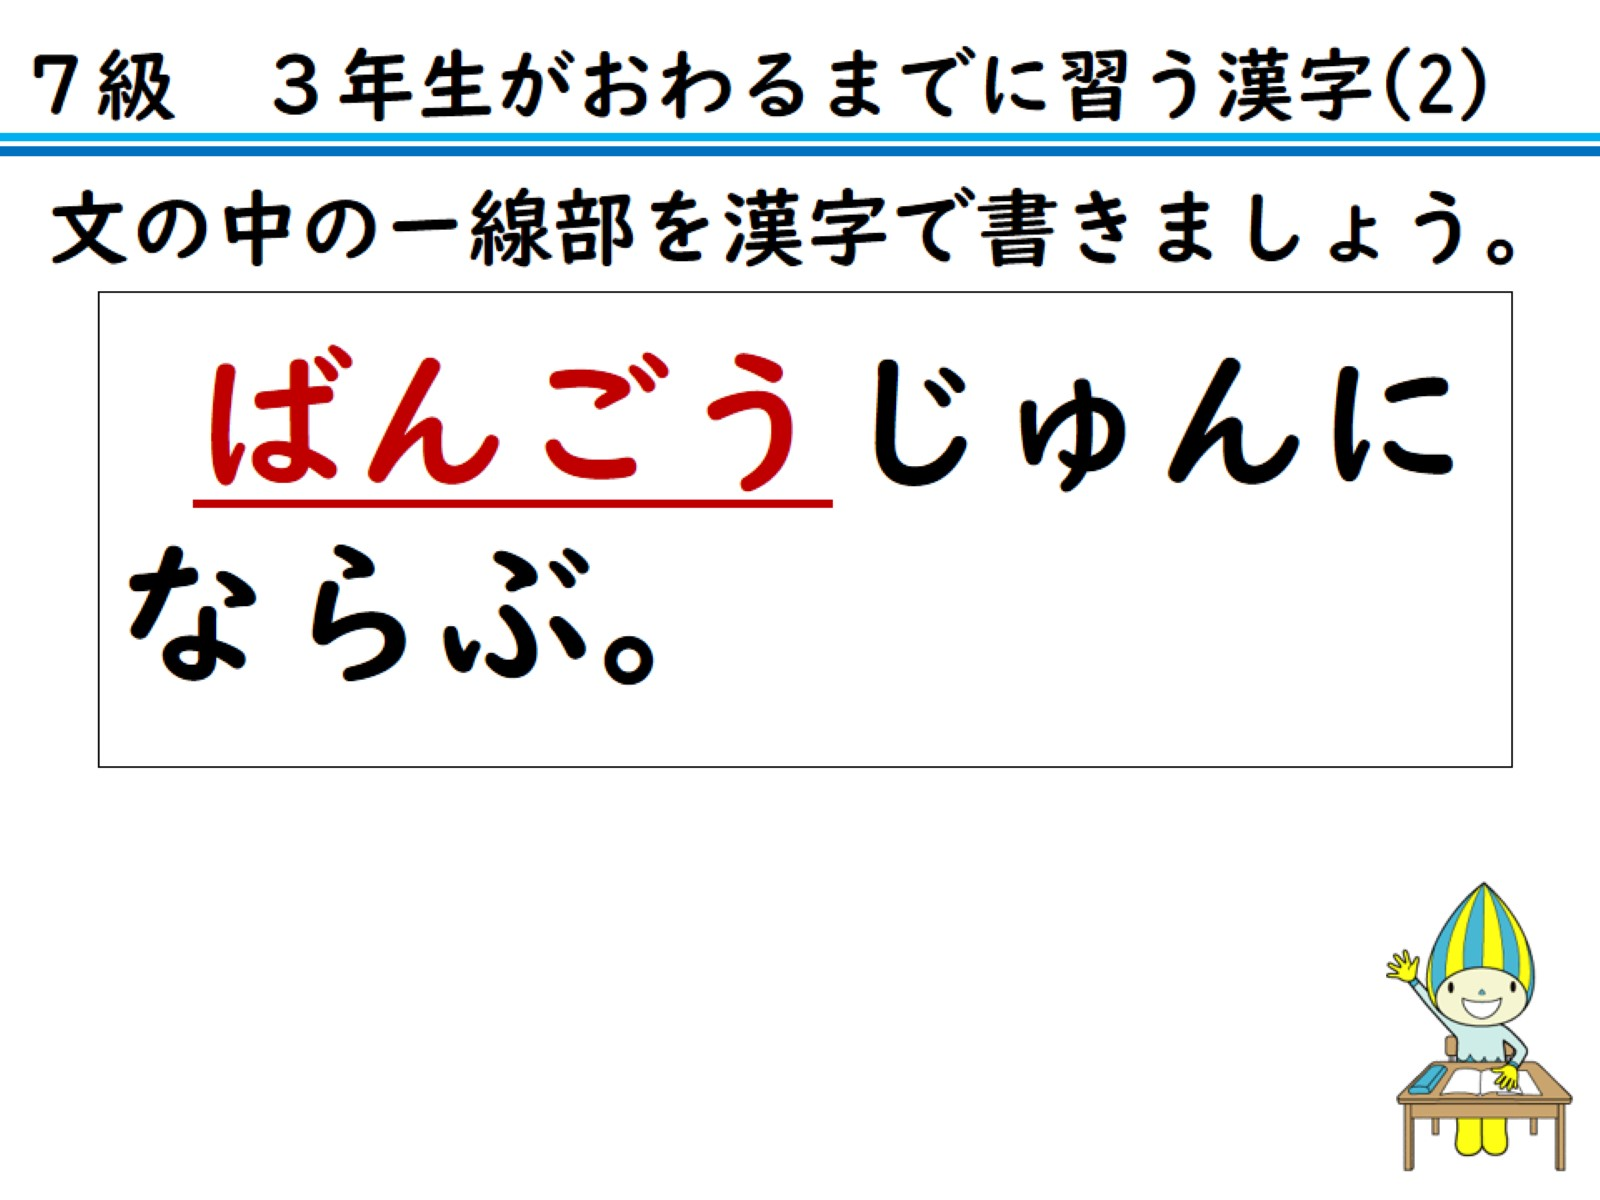 ７級　３年生がおわるまでに習う漢字(2)
文の中の一線部を漢字で書きましょう。
ばんごうじゅんに
ならぶ。